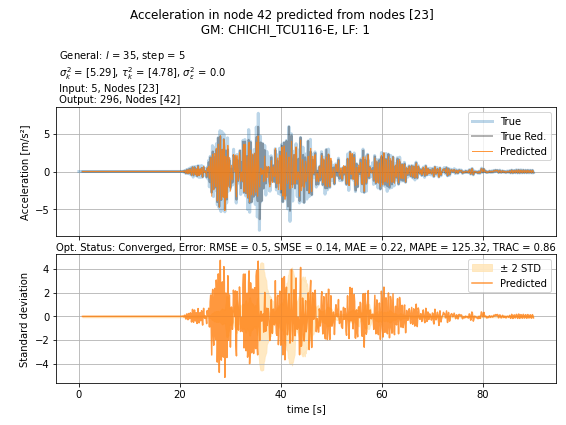 Acceleration in node 42 predicted from nodes [23]
GM: CHICHI_TCU116-E, LF: 1
General: l = 35, step = 5
σ²ₖ = [5.29], τ²ₖ = [4.78], σ²ε = 0.0
Input: 5, Nodes [23]
Output: 296, Nodes [42]
True
True Red.
Predicted
Acceleration [m/s²]
5
0
−5
Opt. Status: Converged, Error: RMSE = 0.5, SMSE = 0.14, MAE = 0.22, MAPE = 125.32, TRAC = 0.86
± 2 STD
Predicted
Standard deviation
4
2
0
−2
−4
0 20 40 60 80
time [s]